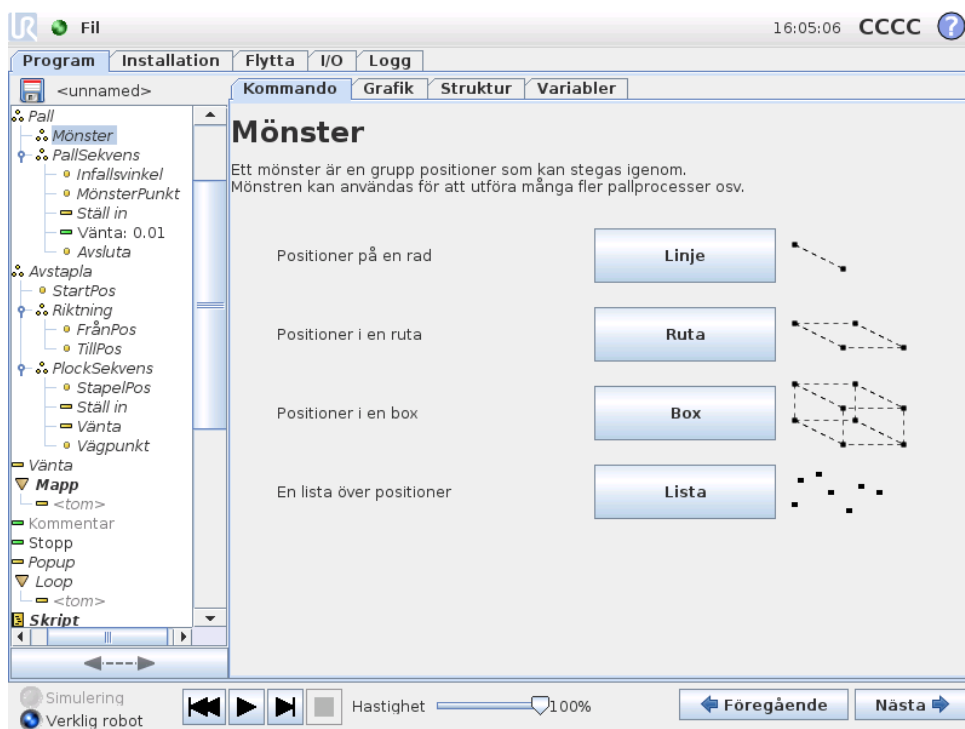 UR Fil 16:05:06 CCCC ?
Program Installation Flytta I/O Logg
<unnamed>
Kommando Grafik Struktur Variabler
Pall
Mönster
PallSekvens
Infallsvinkel
MönsterPunkt
Ställ in
Vänta: 0.01
Avsluta
Avstapla
StartPos
Riktning
FrånPos
TillPos
PlockSekvens
StapelPos
Ställ in
Vänta
Vägpunkt
Vänta
Mapp
<tom>
Kommentar
Stopp
Popup
Loop
<tom>
Skript
Mönster
Ett mönster är en grupp positioner som kan stegas igenom.
Mönstren kan användas för att utföra många fler pallprocesser osv.
Positioner på en rad Linje
Positioner i en ruta Ruta
Positioner i en box Box
En lista över positioner Lista
Simulering
Verklig robot
Hastighet 100%
Föregående Nästa